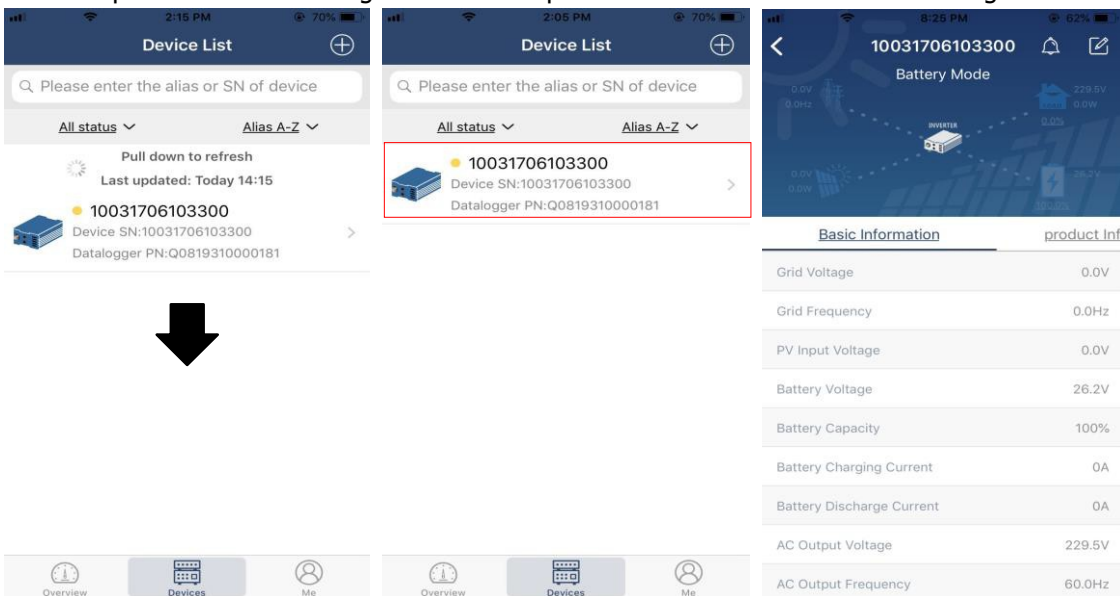 2:15 PM
70%
Device List
Please enter the alias or SN of device
All status
Alias A-Z
Pull down to refresh
Last updated: Today 14:15
10031706103300
Device SN:10031706103300
Datalogger PN:Q0819310000181
Overview
Devices
Me
2:05 PM
70%
Device List
Please enter the alias or SN of device
All status
Alias A-Z
10031706103300
Device SN:10031706103300
Datalogger PN:Q0819310000181
Overview
Devices
Me
8:25 PM
62%
10031706103300
Battery Mode
0.0V
0.0Hz
229.5V
0.0W
0.0%
INVERTER
0.0V
0.0W
26.2V
100.0%
Basic Information
product Inf
Grid Voltage
0.0V
Grid Frequency
0.0Hz
PV Input Voltage
0.0V
Battery Voltage
26.2V
Battery Capacity
100%
Battery Charging Current
0A
Battery Discharge Current
0A
AC Output Voltage
229.5V
AC Output Frequency
60.0Hz